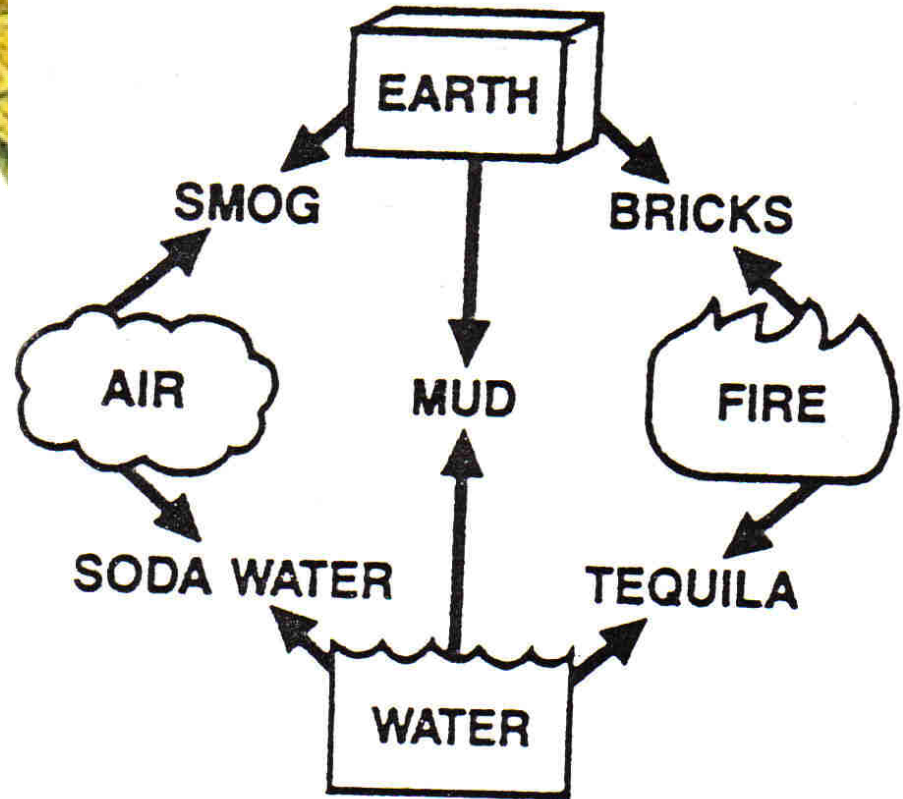 EARTH
SMOG
BRICKS
AIR
MUD
FIRE
SODA WATER
TEQUILA
WATER